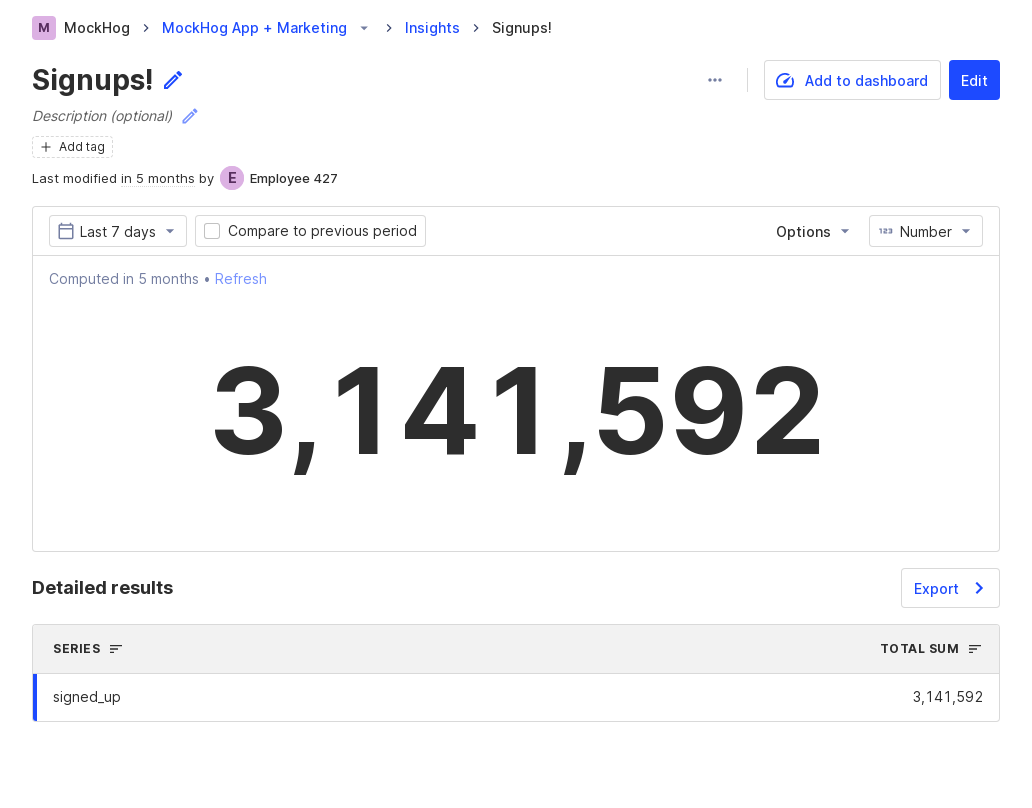 M MockHog > MockHog App + Marketing > Insights > Signups!
Signups!
Add to dashboard
Edit
Description (optional)
+ Add tag
Last modified in 5 months by E Employee 427
Last 7 days
Compare to previous period
Options
123 Number
Computed in 5 months • Refresh
3,141,592
Detailed results
Export >
SERIES TOTAL SUM
signed_up 3,141,592